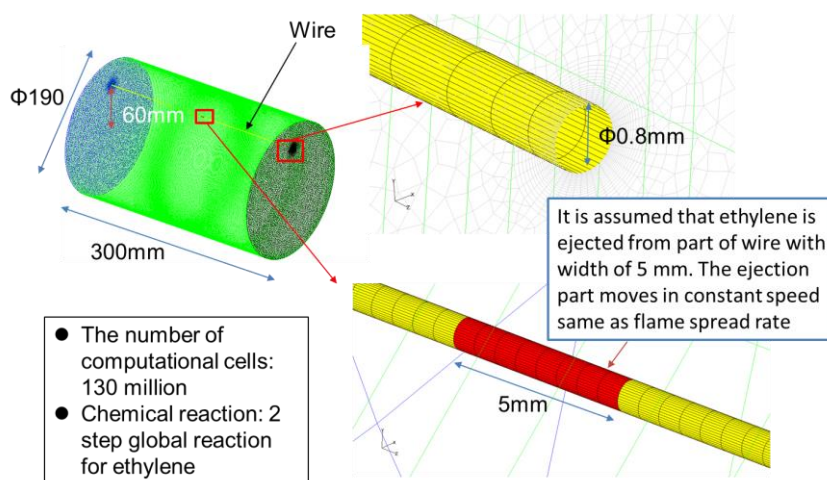 Wire
Φ190
60mm
300mm
Φ0.8mm
It is assumed that ethylene is
ejected from part of wire with
width of 5 mm. The ejection
part moves in constant speed
same as flame spread rate
5mm
● The number of
computational cells:
130 million
● Chemical reaction: 2
step global reaction
for ethylene